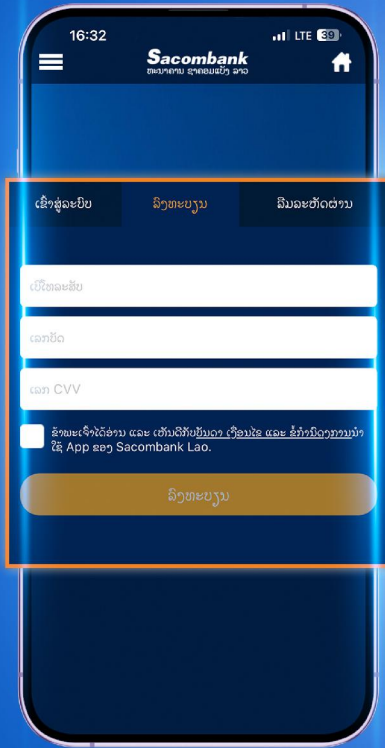 16:32 LTE 39
Sacombank
ທະນາຄານ ຊາຄອມແບ້ງ ລາວ
ເຂົ້າສູ່ລະບົບ ລົງທະບຽນ ລືມລະຫັດຜ່ານ
ເບີໂທລະສັບ
ເລກບັດ
ເລກ CVV
ຂ້າພະເຈົ້າໄດ້ອ່ານ ແລະ ເຫັນດີກັບບັນດາ ເງື່ອນໄຂ ແລະ ຂໍ້ກຳນົດໆການນຳ
ໃຊ້ App ຂອງ Sacombank Lao.
ລົງທະບຽນ